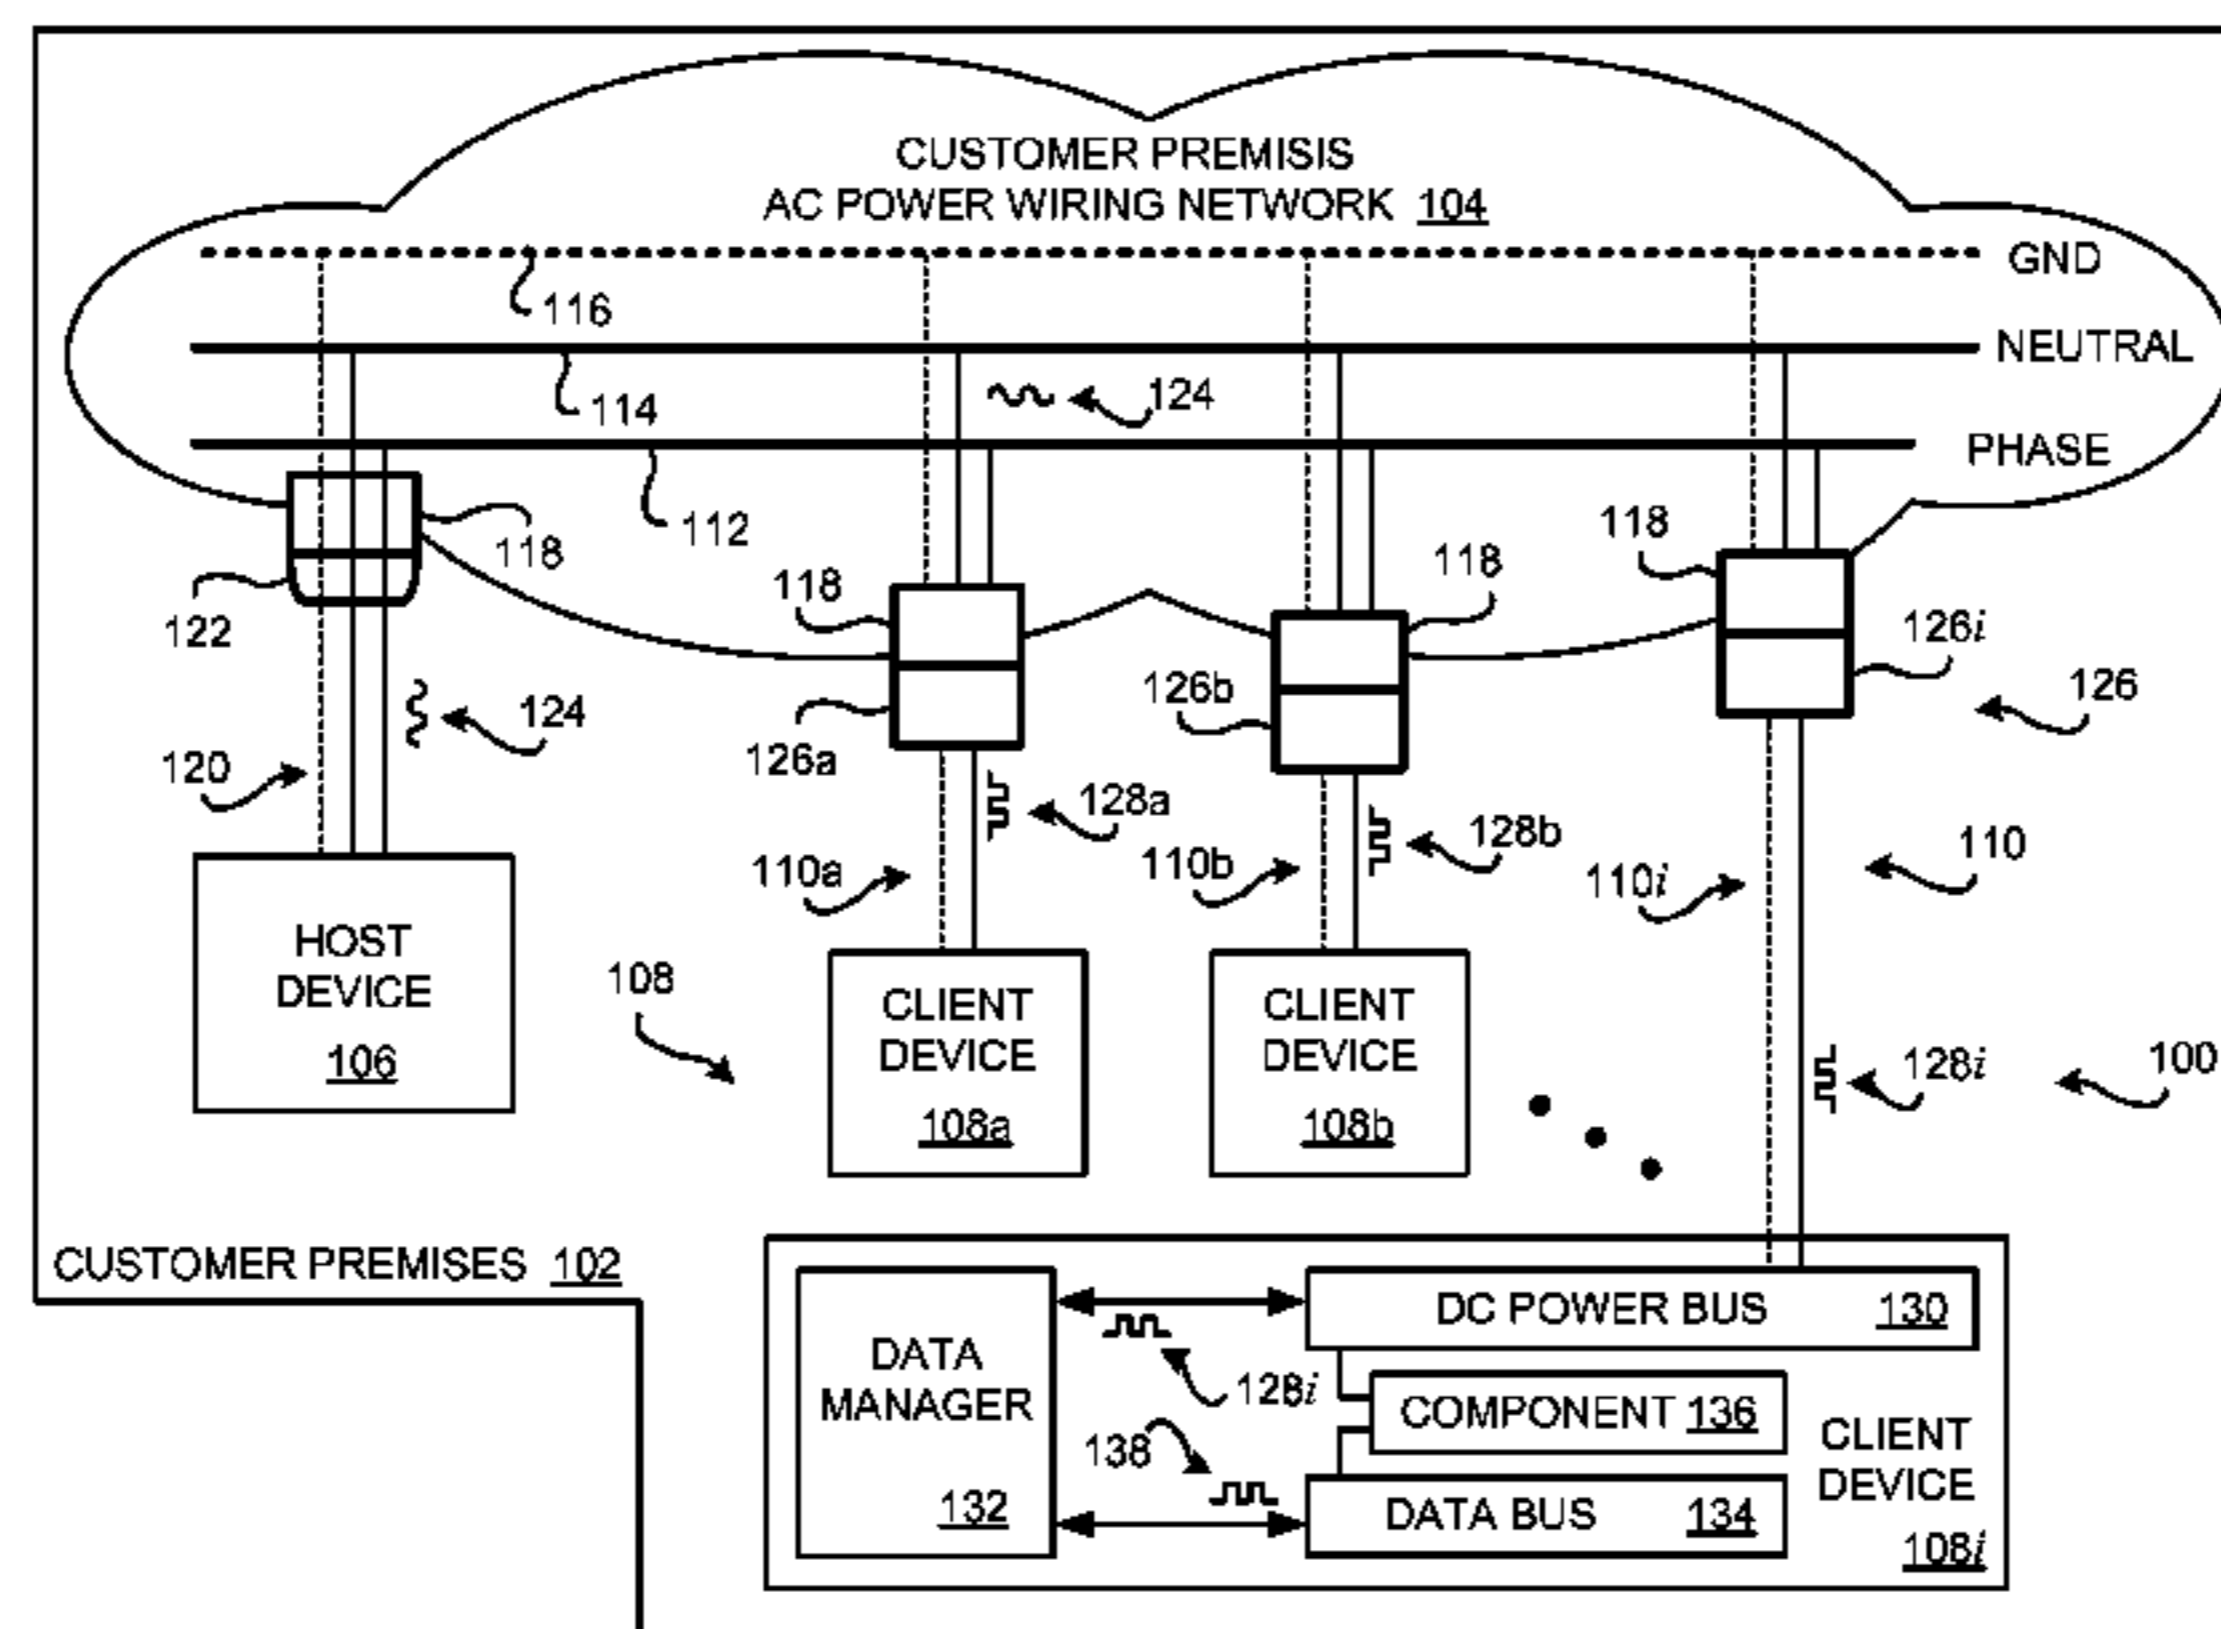 CUSTOMER PREMISIS
AC POWER WIRING NETWORK 104
GND
116
NEUTRAL
124
114
PHASE
112
118
118
118
118
122
126i
126b
126
124
126a
120
128a
128b
110a
110b
110i
110
HOST
DEVICE
106
108
CLIENT
DEVICE
108a
CLIENT
DEVICE
108b
128i
100
CUSTOMER PREMISES 102
DC POWER BUS 130
DATA
MANAGER
132
128i
COMPONENT 136
138
DATA BUS 134
CLIENT
DEVICE
108i